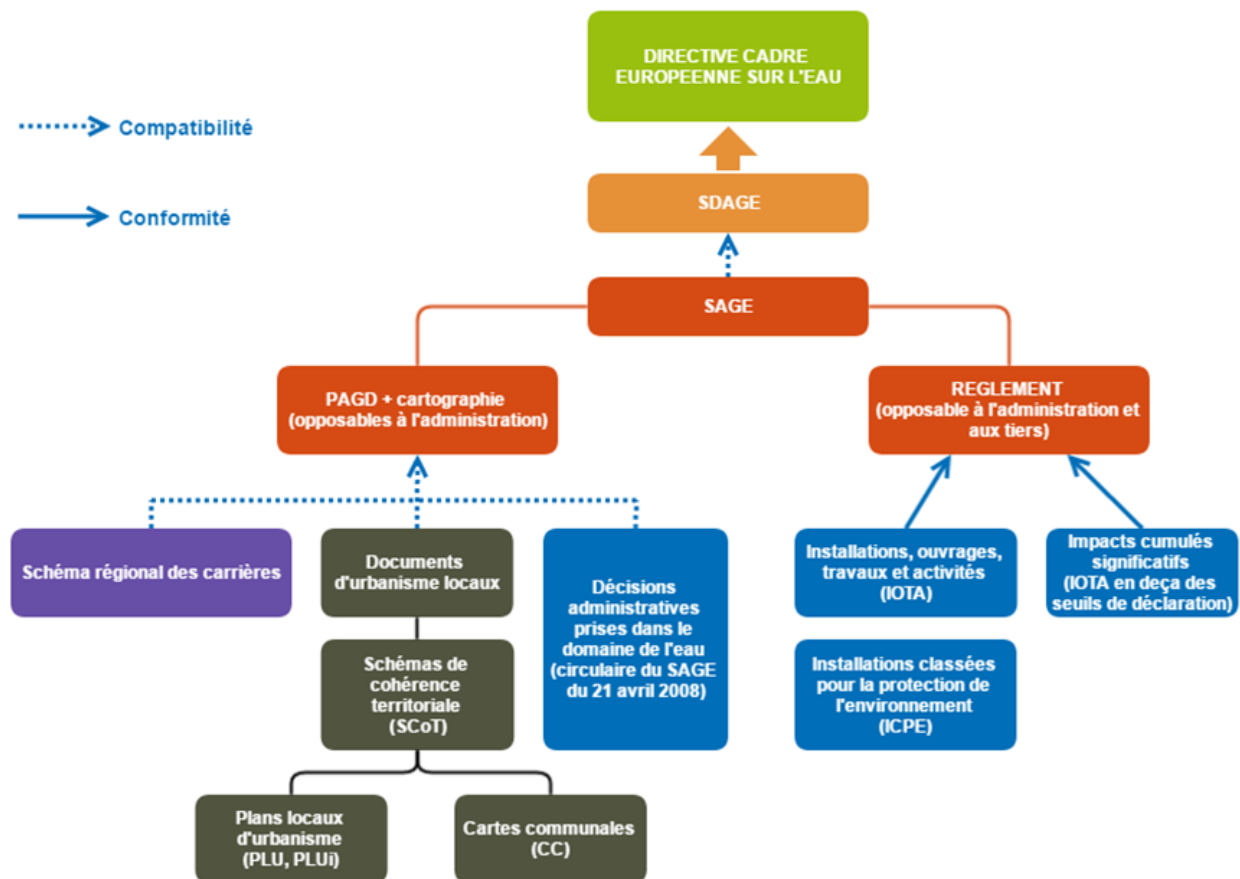 DIRECTIVE CADRE
EUROPEENNE SUR L'EAU
Compatibilité
Conformité
SDAGE
SAGE
PAGD + cartographie
(opposables à l'administration)
REGLEMENT
(opposable à l'administration et
aux tiers)
Schéma régional des carrières
Documents
d'urbanisme locaux
Décisions
administratives
prises dans le
domaine de l'eau
(circulaire du SAGE
du 21 avril 2008)
Installations, ouvrages,
travaux et activités
(IOTA)
Impacts cumulés
significatifs
(IOTA en deça des
seuils de déclaration)
Schémas de
cohérence
territoriale
(SCoT)
Installations classées
pour la protection de
l'environnement
(ICPE)
Plans locaux
d'urbanisme
(PLU, PLUi)
Cartes communales
(CC)